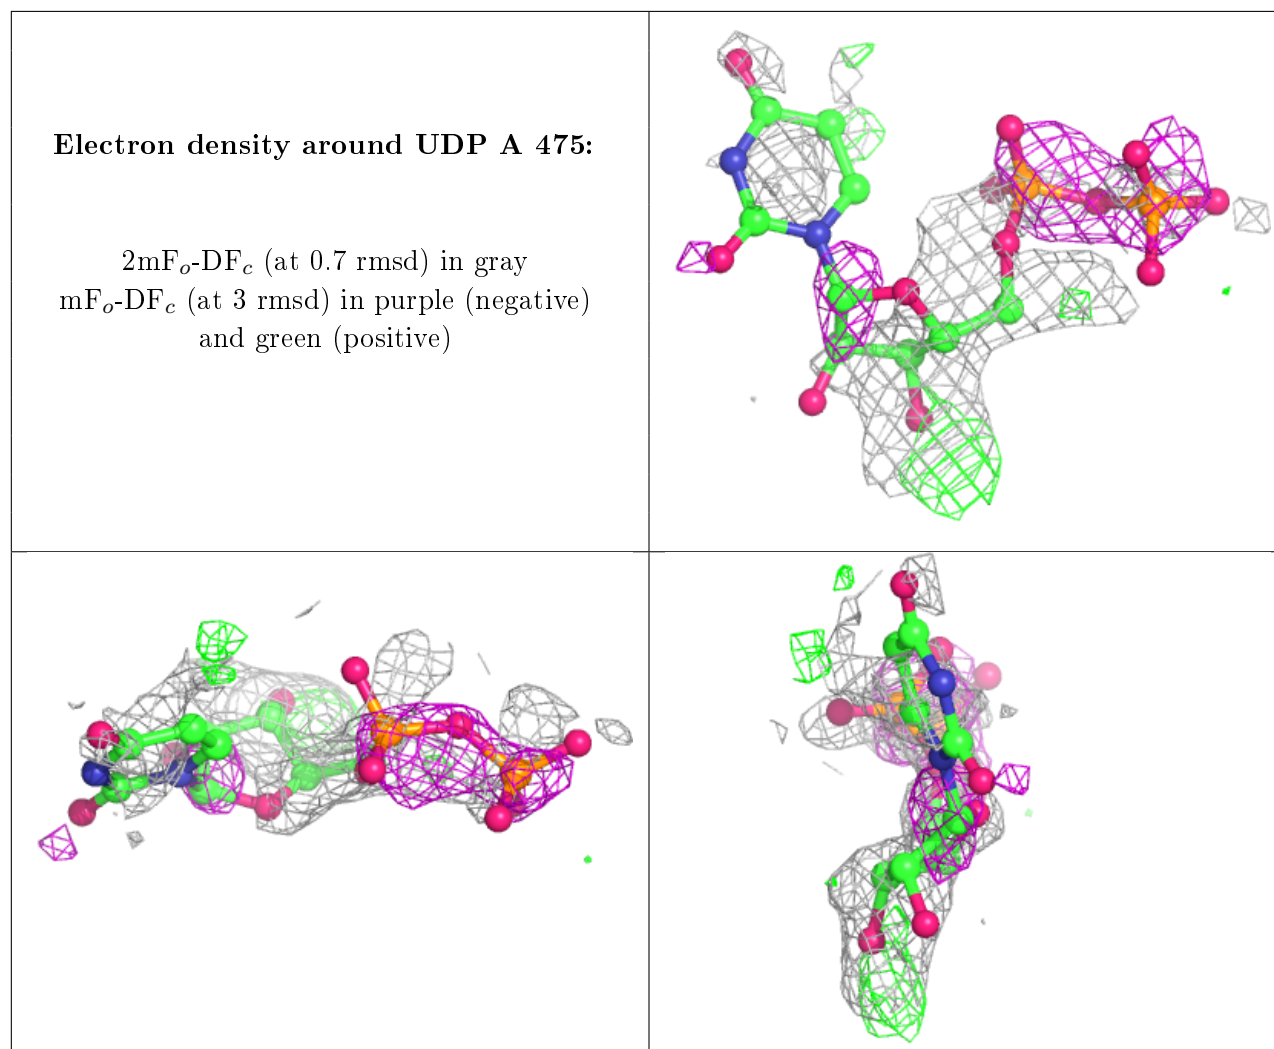 Electron density around UDP A 475:
2mFₒ-DF𝒸 (at 0.7 rmsd) in gray
mFₒ-DF𝒸 (at 3 rmsd) in purple (negative)
and green (positive)